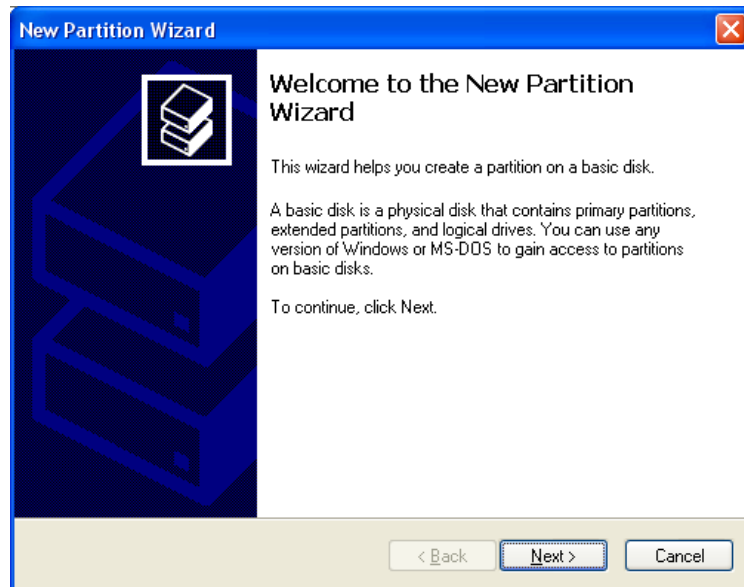 New Partition Wizard
Welcome to the New Partition
Wizard
This wizard helps you create a partition on a basic disk.
A basic disk is a physical disk that contains primary partitions,
extended partitions, and logical drives. You can use any
version of Windows or MS-DOS to gain access to partitions
on basic disks.
To continue, click Next.
< Back
Next >
Cancel